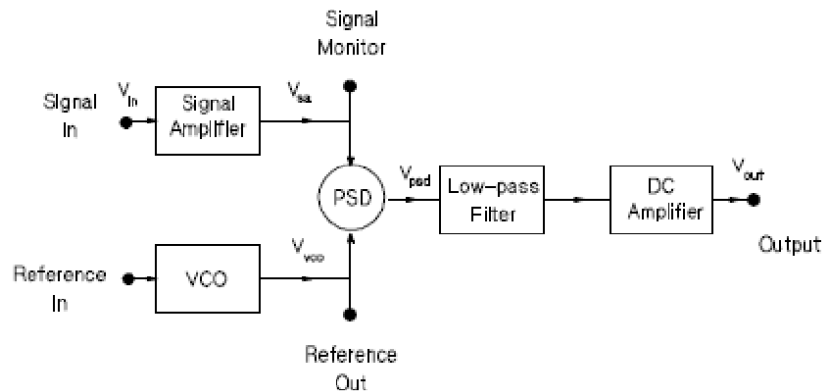 Signal
Monitor
Signal
In
V_in
Signal
Amplifier
V_sa
PSD
V_psd
Low-pass
Filter
DC
Amplifier
V_out
Output
Reference
In
VCO
V_vco
Reference
Out